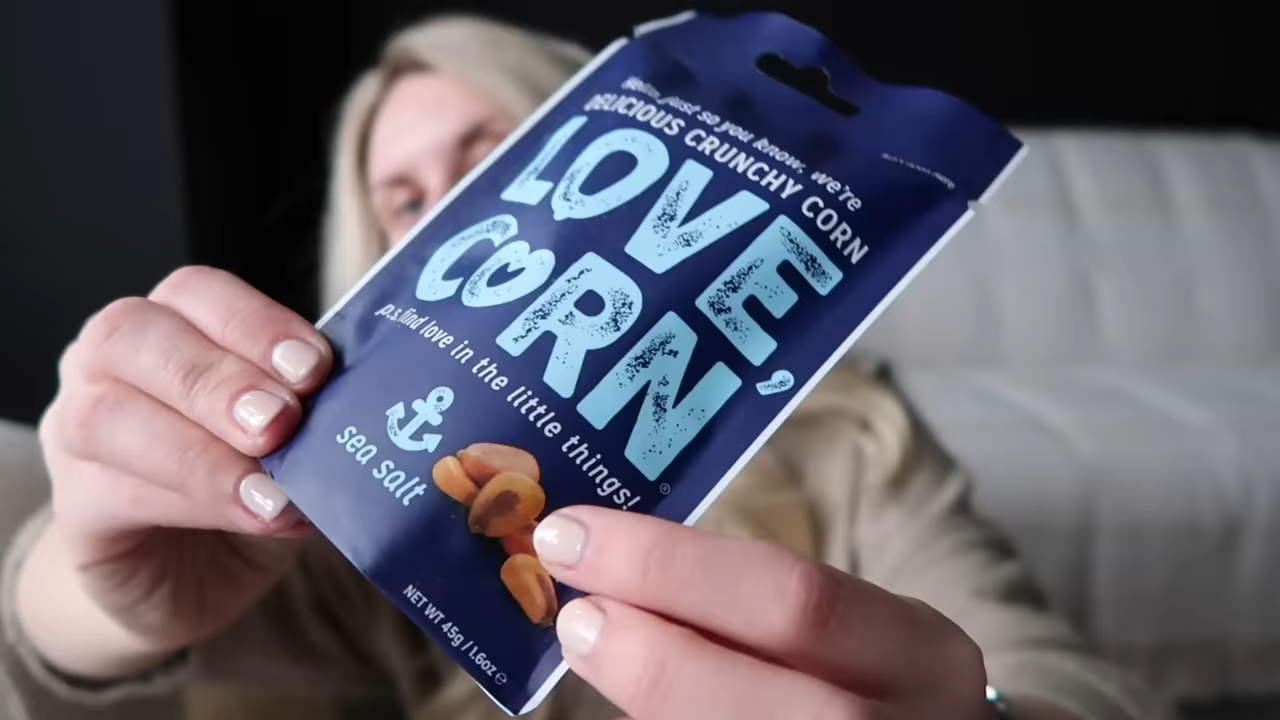 Hello, just so you know, we're
DELICIOUS CRUNCHY CORN
LOVE
CORN
p.s. find love in the little things!
®
sea salt
NET WT 45g / 1.6oz ℮